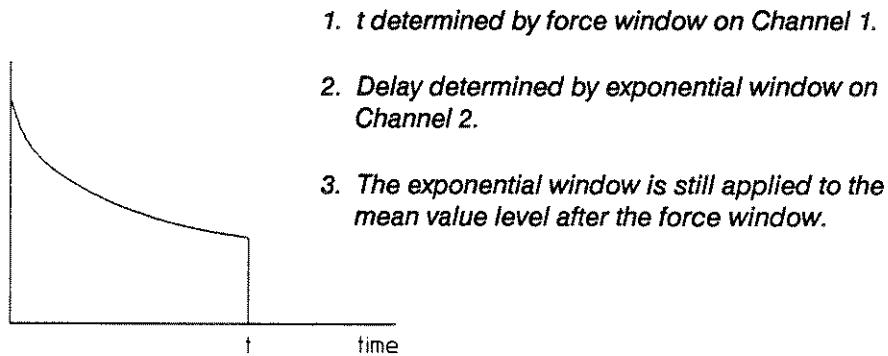 1. t determined by force window on Channel 1.
2. Delay determined by exponential window on
Channel 2.
3. The exponential window is still applied to the
mean value level after the force window.
t
time